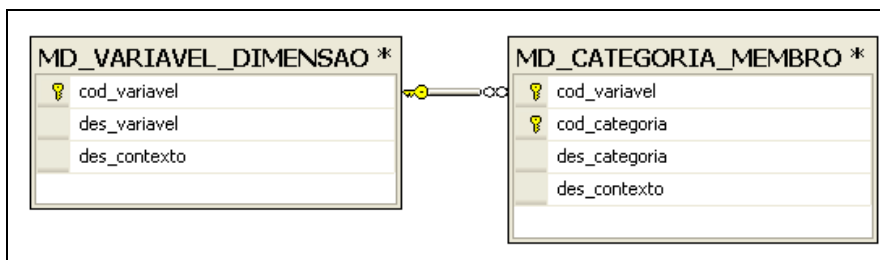 MD_VARIAVEL_DIMENSAO *
cod_variavel
des_variavel
des_contexto
MD_CATEGORIA_MEMBRO *
cod_variavel
cod_categoria
des_categoria
des_contexto